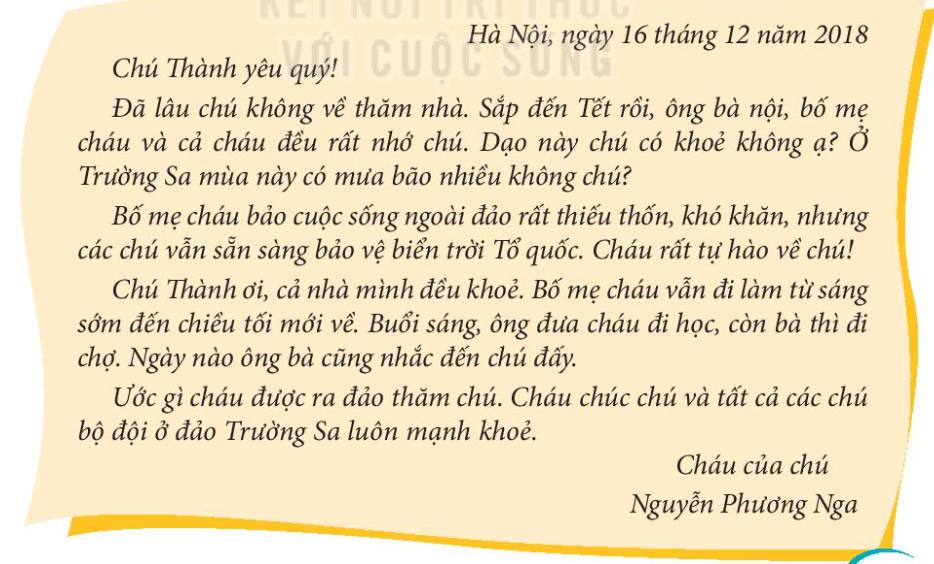 KẾT NỐI TRI THỨC
VỚI CUỘC SỐNG
Hà Nội, ngày 16 tháng 12 năm 2018
Chú Thành yêu quý!
Đã lâu chú không về thăm nhà. Sắp đến Tết rồi, ông bà nội, bố mẹ
cháu và cả cháu đều rất nhớ chú. Dạo này chú có khoẻ không ạ? Ở
Trường Sa mùa này có mưa bão nhiều không chú?
Bố mẹ cháu bảo cuộc sống ngoài đảo rất thiếu thốn, khó khăn, nhưng
các chú vẫn sẵn sàng bảo vệ biển trời Tổ quốc. Cháu rất tự hào về chú!
Chú Thành ơi, cả nhà mình đều khoẻ. Bố mẹ cháu vẫn đi làm từ sáng
sớm đến chiều tối mới về. Buổi sáng, ông đưa cháu đi học, còn bà thì đi
chợ. Ngày nào ông bà cũng nhắc đến chú đấy.
Ước gì cháu được ra đảo thăm chú. Cháu chúc chú và tất cả các chú
bộ đội ở đảo Trường Sa luôn mạnh khoẻ.
Cháu của chú
Nguyễn Phương Nga